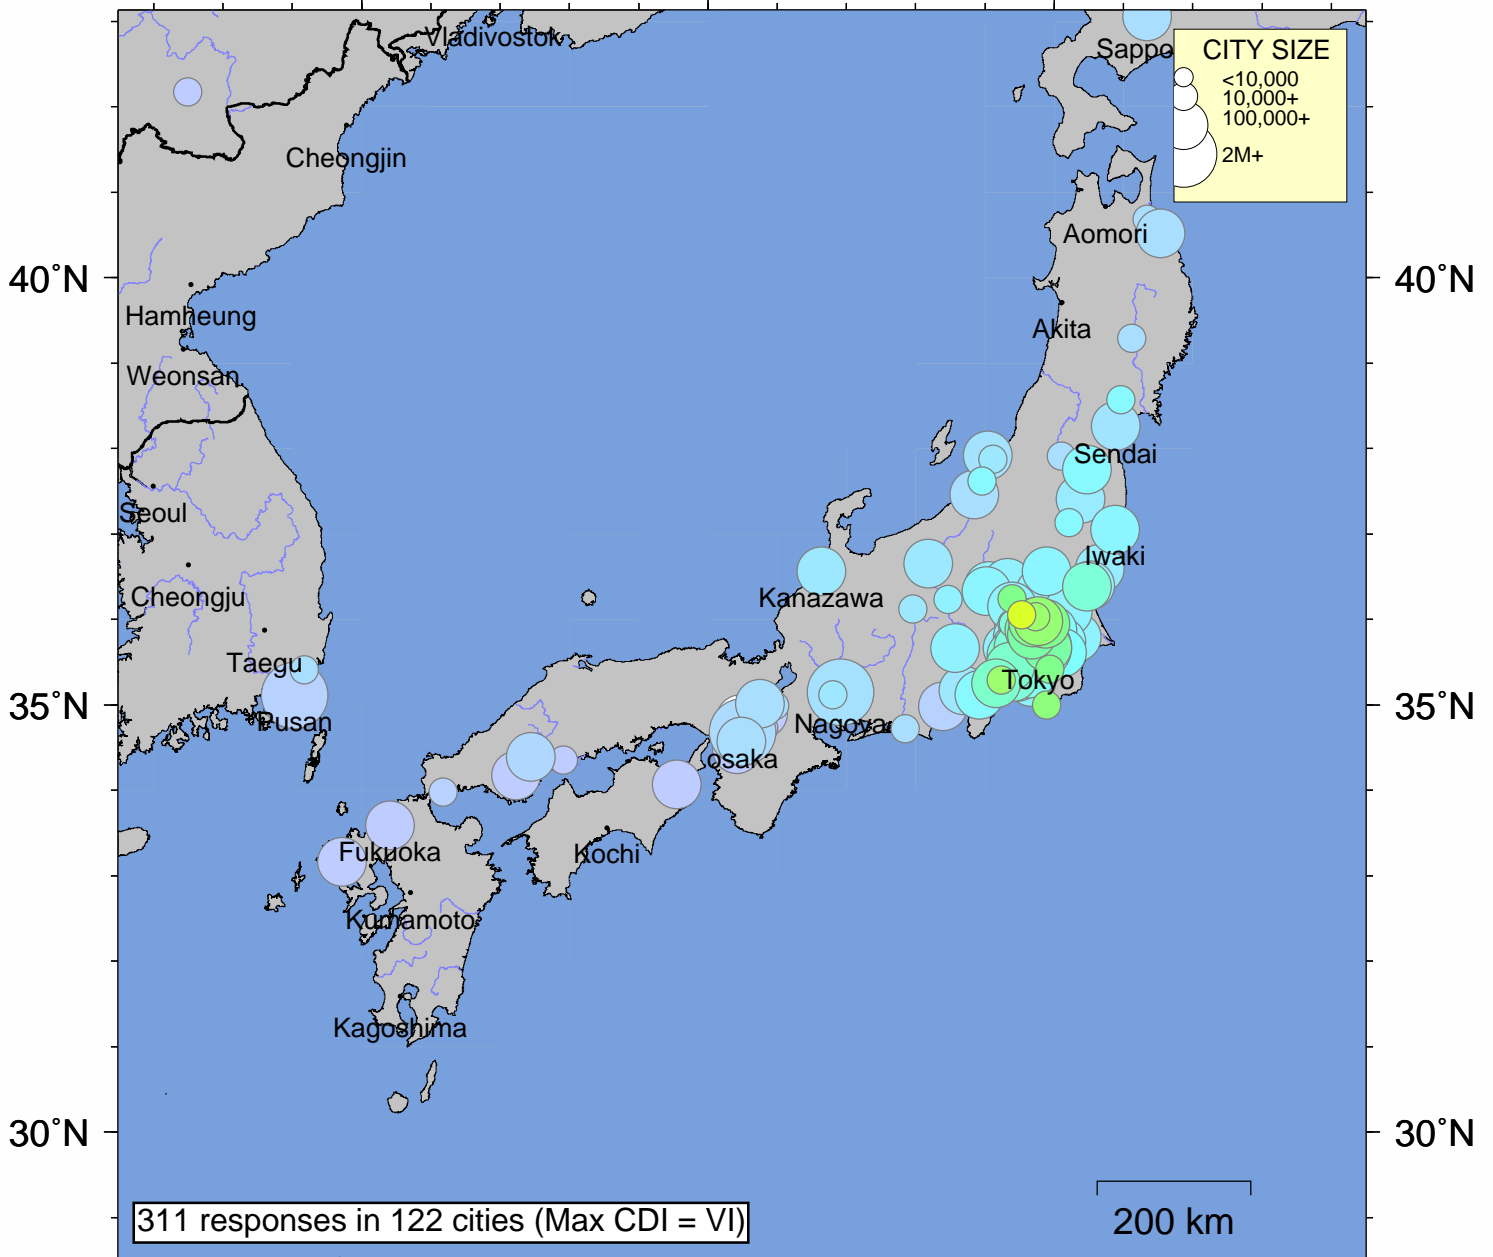 Vladivostok
Sappo
CITY SIZE
<10,000
10,000+
100,000+
2M+
Cheongjin
Aomori
40°N
40°N
Hamheung
Akita
Weonsan
Sendai
Seoul
Iwaki
Cheongju
Kanazawa
Taegu
Tokyo
35°N
35°N
Pusan
Nagoya
osaka
Fukuoka
Kochi
Kumamoto
Kagoshima
30°N
30°N
311 responses in 122 cities (Max CDI = VI)
200 km